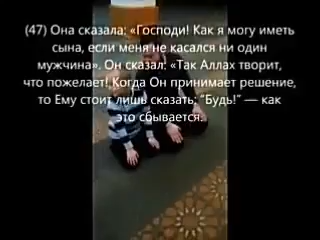 (47) Она сказала: «Господи! Как я могу иметь
сына, если меня не касался ни один
мужчина». Он сказал: «Так Аллах творит,
что пожелает! Когда Он принимает решение,
то Ему стоит лишь сказать: “Будь!” — как
это сбывается.